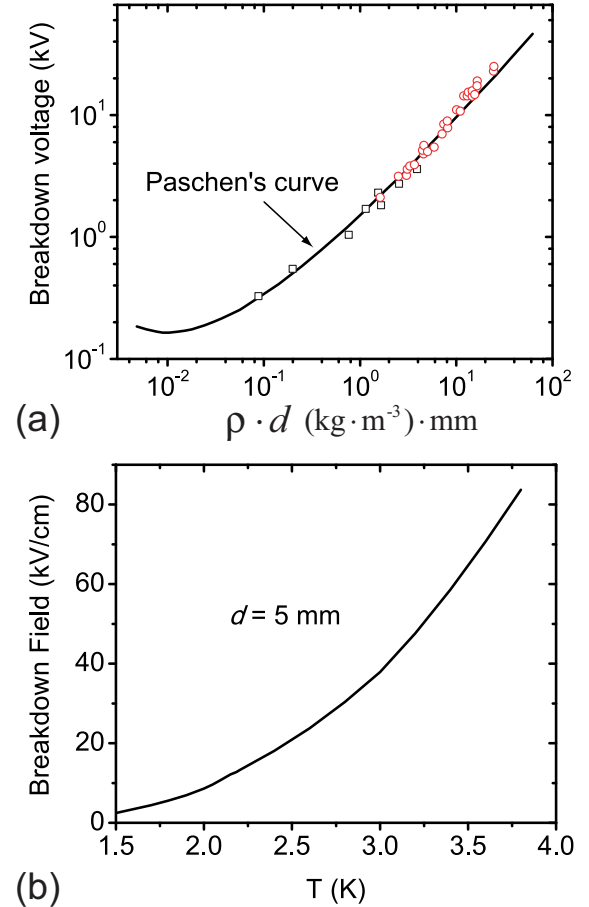 Breakdown voltage (kV)
10¹
10⁰
10⁻¹
Paschen's curve
10⁻² 10⁻¹ 10⁰ 10¹ 10²
(a) ρ · d (kg · m⁻³) · mm
Breakdown Field (kV/cm)
80
60
40
20
0
d = 5 mm
1.5 2.0 2.5 3.0 3.5 4.0
(b) T (K)